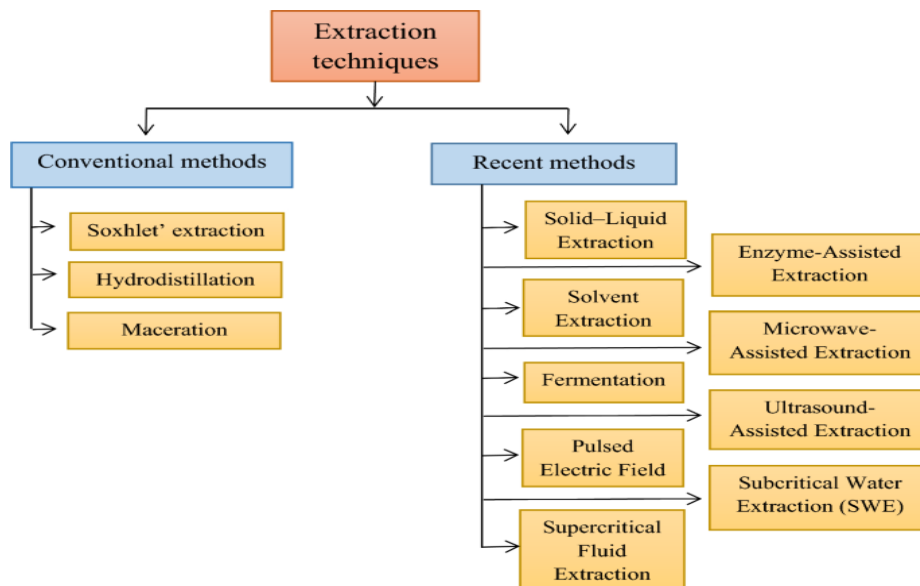 Extraction
techniques
Conventional methods
Recent methods
Soxhlet’ extraction
Hydrodistillation
Maceration
Solid–Liquid
Extraction
Enzyme-Assisted
Extraction
Solvent
Extraction
Microwave-
Assisted Extraction
Fermentation
Ultrasound-
Assisted Extraction
Pulsed
Electric Field
Subcritical Water
Extraction (SWE)
Supercritical
Fluid
Extraction